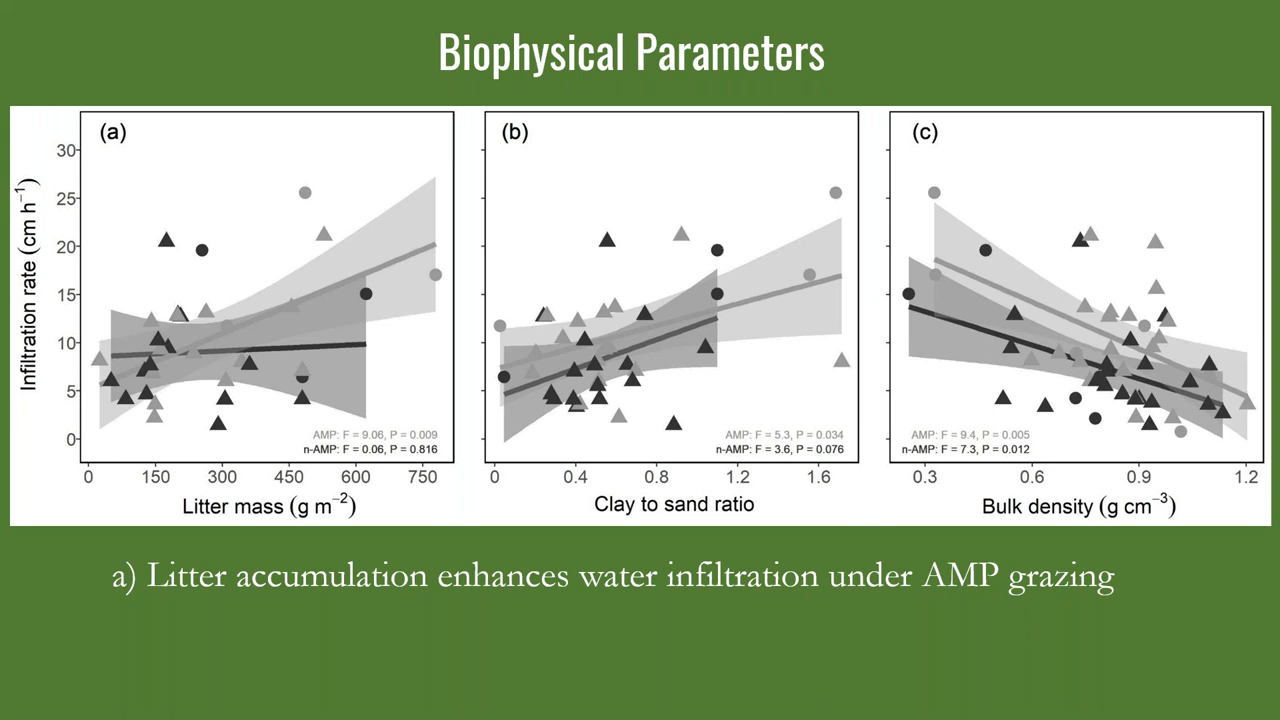 Biophysical Parameters
(a)
(b)
(c)
Infiltration rate (cm h⁻¹)
30
25
20
15
10
5
0
AMP: F = 9.06, P = 0.009
n-AMP: F = 0.06, P = 0.816
AMP: F = 5.3, P = 0.034
n-AMP: F = 3.6, P = 0.076
AMP: F = 9.4, P = 0.005
n-AMP: F = 7.3, P = 0.012
0 150 300 450 600 750
0 0.4 0.8 1.2 1.6
0.3 0.6 0.9 1.2
Litter mass (g m⁻²)
Clay to sand ratio
Bulk density (g cm⁻³)
a) Litter accumulation enhances water infiltration under AMP grazing